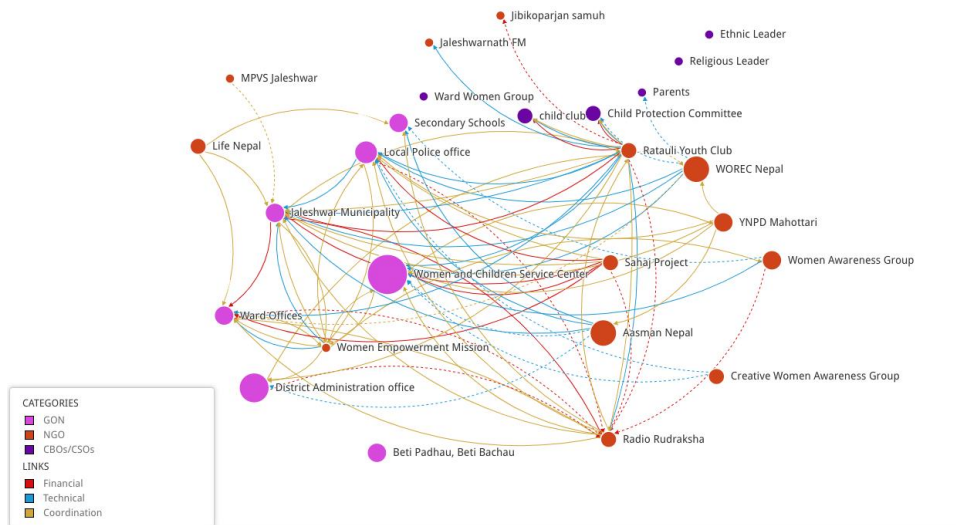 Jibikoparjan samuh
Ethnic Leader
Jaleshwarnath FM
Religious Leader
MPVS Jaleshwar
Parents
Ward Women Group
child club
Child Protection Committee
Secondary Schools
Life Nepal
Local Police office
Ratauli Youth Club
WOREC Nepal
Jaleshwar Municipality
YNPD Mahottari
Women Awareness Group
Sahaj Project
Women and Children Service Center
Ward Offices
Aasman Nepal
Women Empowerment Mission
Creative Women Awareness Group
District Administration office
Radio Rudraksha
Beti Padhau, Beti Bachau
CATEGORIES
GON
NGO
CBOs/CSOs
LINKS
Financial
Technical
Coordination